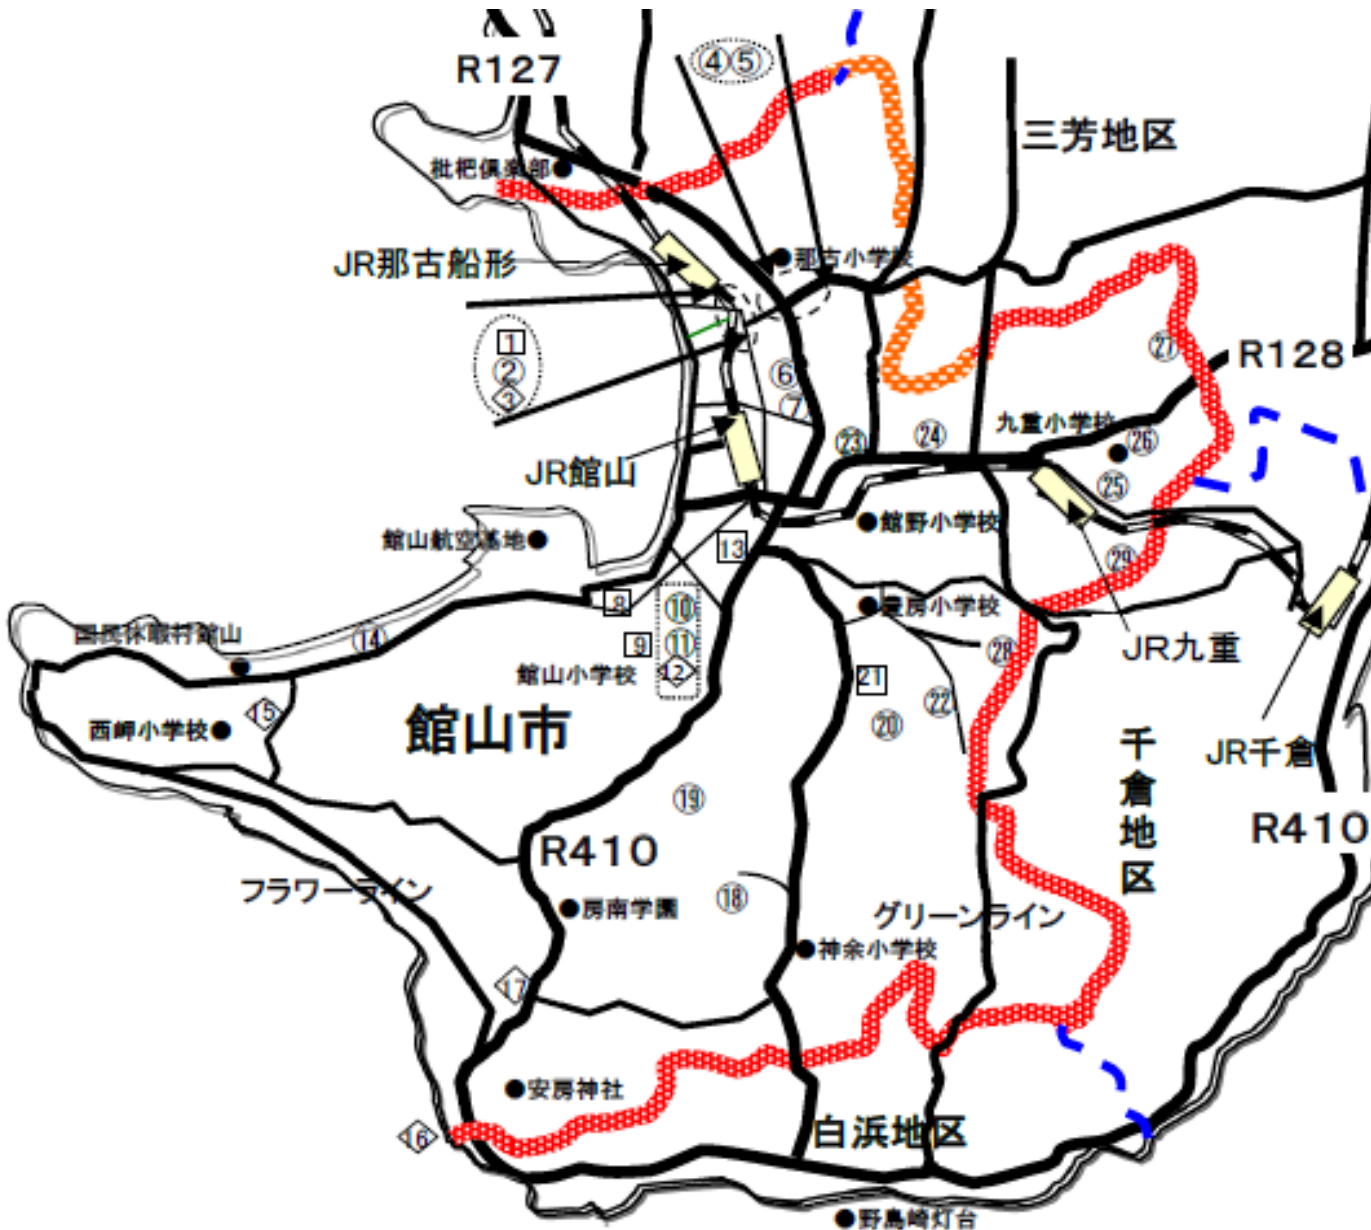 R127
④⑤
三芳地区
枇杷倶楽部
JR那古船形
那古小学校
1
②
3
⑥
⑦
㉗
R128
九重小学校
㉓
㉔
㉖
㉕
JR館山
館山航空基地
館野小学校
13
㉙
8
⑩
豊房小学校
国民休暇村館山
⑭
9
⑪
館山小学校
12
㉘
JR九重
21
㉒
15
西岬小学校
館山市
⑳
千倉地区
JR千倉
⑲
R410
R410
フラワーライン
房南学園
⑱
グリーンライン
神余小学校
17
安房神社
16
白浜地区
野島崎灯台